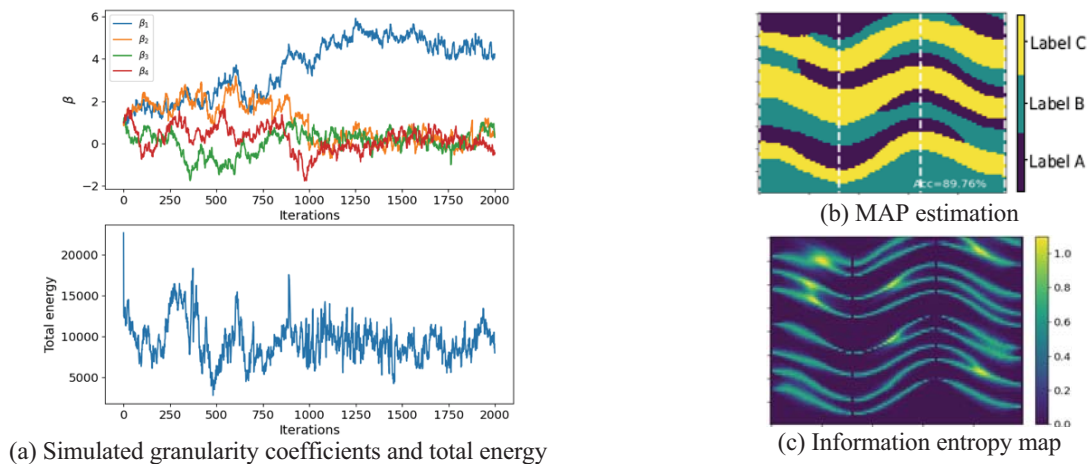 6
4
2
0
−2
β
β₁
β₂
β₃
β₄
0 250 500 750 1000 1250 1500 1750 2000
Iterations
20000
15000
10000
5000
Total energy
0 250 500 750 1000 1250 1500 1750 2000
Iterations
(a) Simulated granularity coefficients and total energy
Acc=89.76%
Label C
Label B
Label A
(b) MAP estimation
1.0
0.8
0.6
0.4
0.2
0.0
(c) Information entropy map